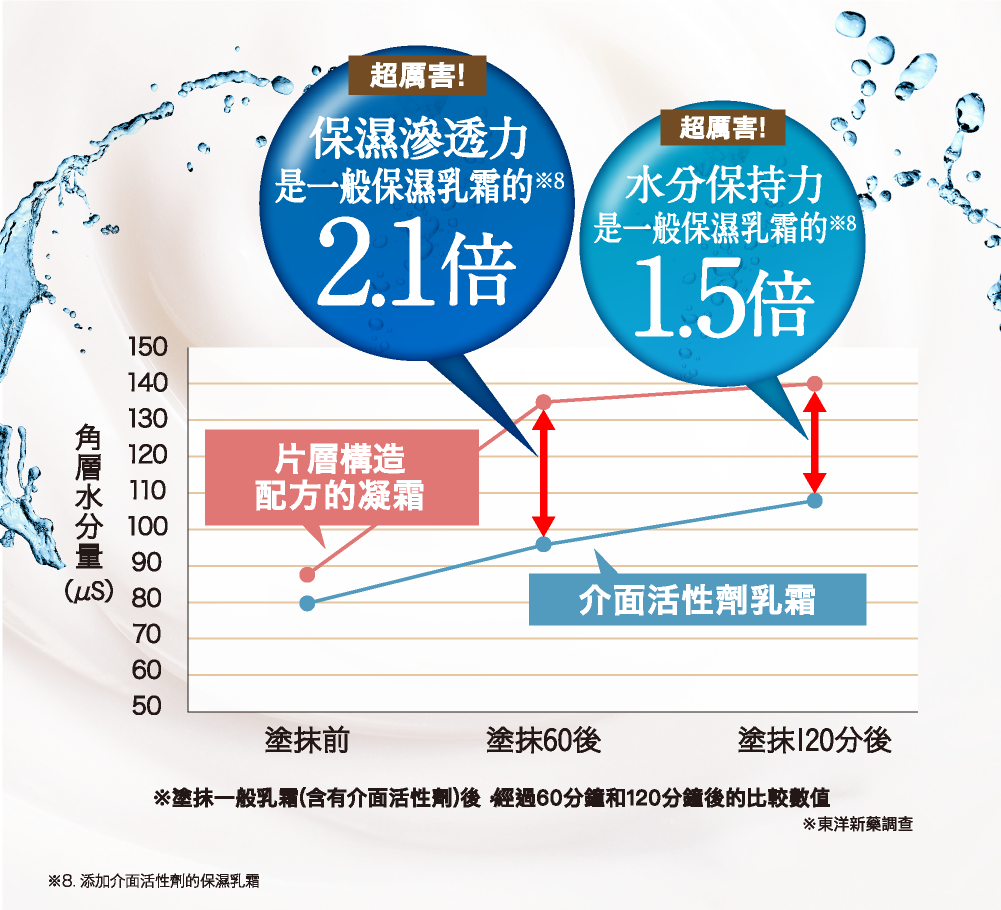 超厲害!
保濕滲透力
是一般保濕乳霜的※8
2.1倍
超厲害!
水分保持力
是一般保濕乳霜的※8
1.5倍
角層水分量
(μS)
150
140
130
120
110
100
90
80
70
60
50
片層構造
配方的凝霜
介面活性劑乳霜
塗抹前
塗抹60後
塗抹120分後
※塗抹一般乳霜(含有介面活性劑)後,經過60分鐘和120分鐘後的比較數值
※東洋新藥調查
※8. 添加介面活性劑的保濕乳霜